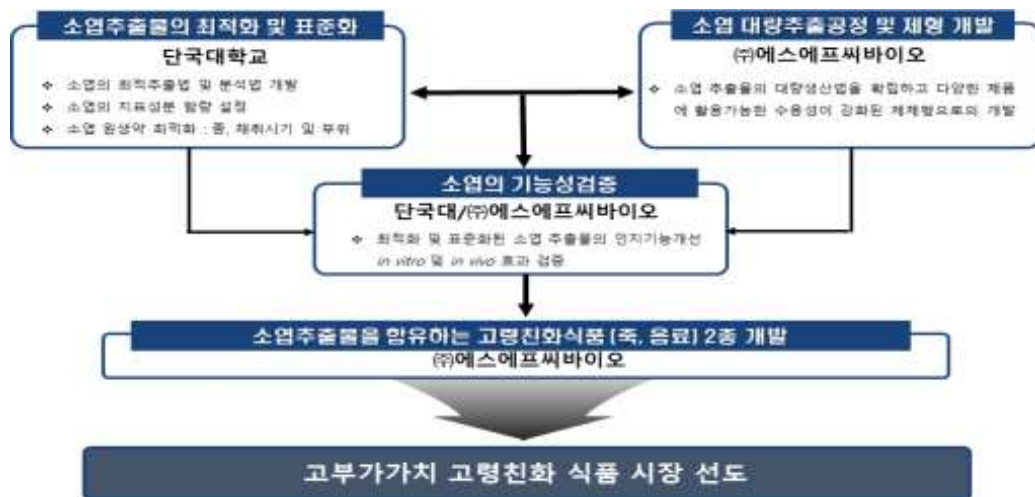 소엽추출물의 최적화 및 표준화
단국대학교
❖ 소엽의 최적추출법 및 분석법 개발
❖ 소엽의 지표성분 함량 설정
❖ 소엽 원생약 최적화 : 종, 채취시기 및 부위
소엽 대량추출공정 및 제형 개발
㈜에스에프씨바이오
❖ 소엽 추출물의 대량생산법을 확립하고 다양한 제품
에 활용가능한 수용성이 강화된 제제형으로의 개발
소엽의 기능성검증
단국대/㈜에스에프씨바이오
❖ 최적화 및 표준화된 소엽 추출물의 인지기능개선
in vitro 및 in vivo 효과 검증
소엽추출물을 함유하는 고령친화식품 (죽, 음료) 2종 개발
㈜에스에프씨바이오
고부가가치 고령친화 식품 시장 선도